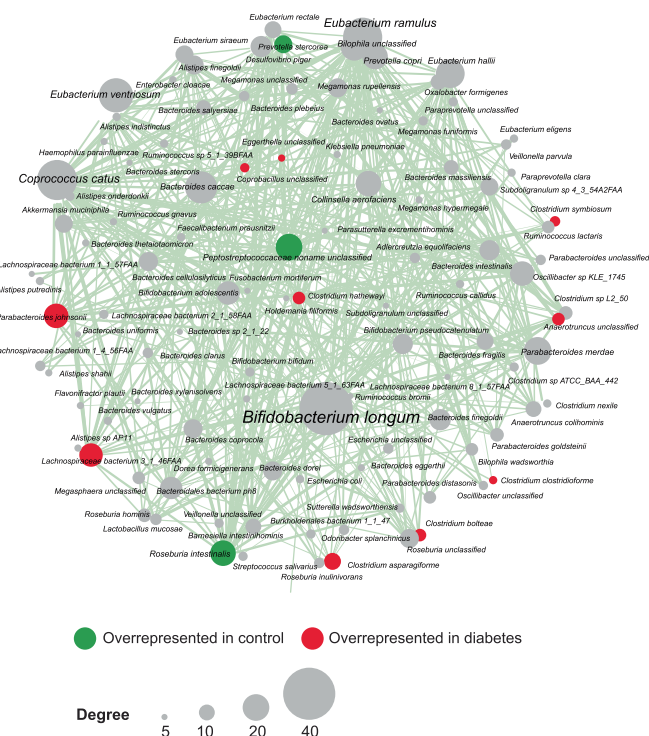 Eubacterium rectale
Eubacterium ramulus
Eubacterium siraeum
Prevotella stercorea
Bilophila unclassified
Desulfovibrio piger
Prevotella copri
Eubacterium hallii
Alistipes finegoldii
Megamonas unclassified
Enterobacter cloacae
Megamonas rupellensis
Oxalobacter formigenes
Eubacterium ventriosum
Bacteroides salyersiae
Bacteroides plebeius
Paraprevotella unclassified
Bacteroides ovatus
Alistipes indistinctus
Megamonas funiformis
Eubacterium eligens
Eggerthella unclassified
Klebsiella pneumoniae
Haemophilus parainfluenzae
Ruminococcus sp 5_1_39BFAA
Veillonella parvula
Bacteroides stercoris
Coprococcus catus
Coprobacillus unclassified
Bacteroides massiliensis
Paraprevotella clara
Bacteroides caccae
Subdoligranulum sp 4_3_54A2FAA
Alistipes onderdonkii
Collinsella aerofaciens
Akkermansia muciniphila
Ruminococcus gnavus
Megamonas hypermegale
Clostridium symbiosum
Faecalibacterium prausnitzii
Parasutterella excrementihominis
Ruminococcus lactaris
Bacteroides thetaiotaomicron
Adlercreutzia equolifaciens
Peptostreptococcaceae noname unclassified
Parabacteroides unclassified
Lachnospiraceae bacterium 1_1_57FAA
Bacteroides intestinalis
Bacteroides cellulosilyticus
Fusobacterium mortiferum
Oscillibacter sp KLE_1745
Alistipes putredinis
Bifidobacterium adolescentis
Clostridium hathewayi
Ruminococcus callidus
Clostridium sp L2_50
Holdemania filiformis
Subdoligranulum unclassified
Parabacteroides johnsonii
Lachnospiraceae bacterium 2_1_58FAA
Anaerotruncus unclassified
Bacteroides uniformis
Bacteroides sp 2_1_22
Bifidobacterium pseudocatenulatum
Lachnospiraceae bacterium 1_4_56FAA
Bacteroides clarus
Bifidobacterium bifidum
Bacteroides fragilis
Parabacteroides merdae
Alistipes shahii
Clostridium sp ATCC_BAA_442
Flavonifractor plautii
Bacteroides xylanisolvens
Lachnospiraceae bacterium 5_1_63FAA
Lachnospiraceae bacterium 8_1_57FAA
Ruminococcus bromii
Clostridium nexile
Bacteroides vulgatus
Bifidobacterium longum
Bacteroides finegoldii
Anaerotruncus colihominis
Alistipes sp AP11
Bacteroides coprocola
Escherichia unclassified
Parabacteroides goldsteinii
Lachnospiraceae bacterium 3_1_46FAA
Dorea formicigenerans
Bacteroides dorei
Bacteroides eggerthii
Bilophila wadsworthia
Escherichia coli
Parabacteroides distasonis
Clostridium clostridioforme
Megasphaera unclassified
Bacteroidales bacterium ph8
Oscillibacter unclassified
Sutterella wadsworthensis
Roseburia hominis
Veillonella unclassified
Burkholderiales bacterium 1_1_47
Clostridium bolteae
Lactobacillus mucosae
Barnesiella intestinihominis
Odoribacter splanchnicus
Roseburia intestinalis
Roseburia unclassified
Streptococcus salivarius
Clostridium asparagiforme
Roseburia inulinivorans
Overrepresented in control
Overrepresented in diabetes
Degree
5 10 20 40